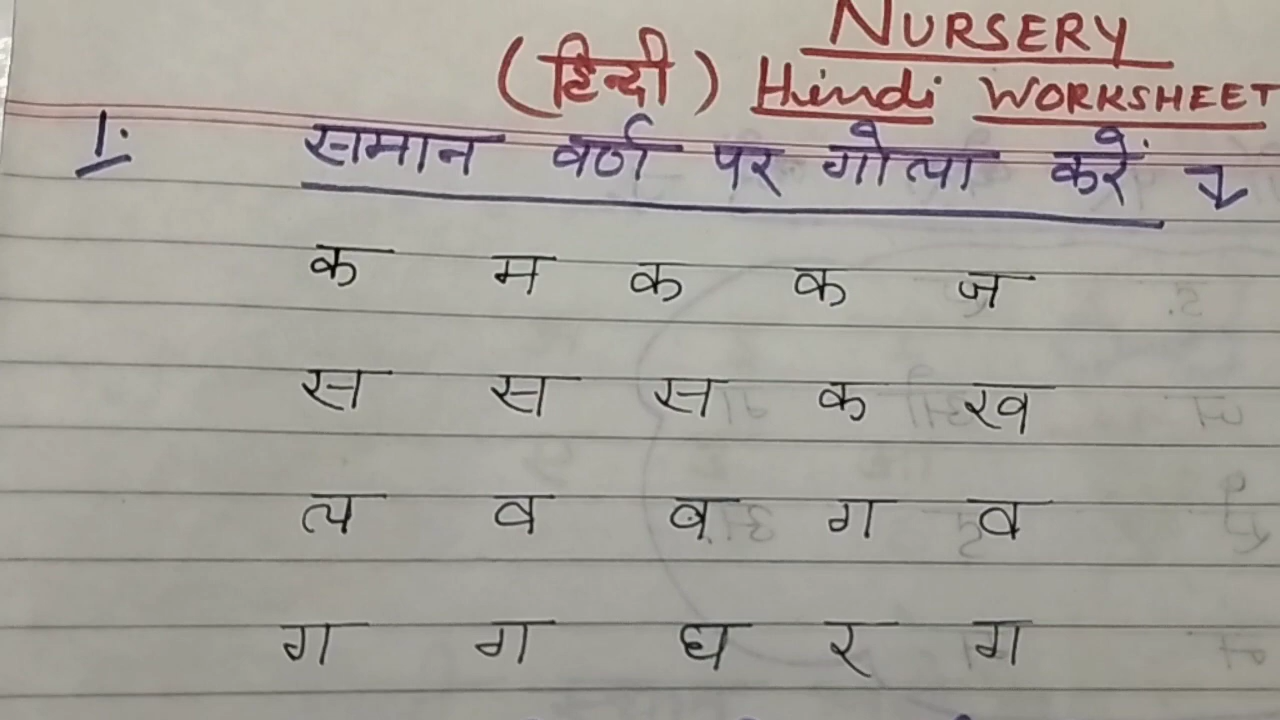 NURSERY
(हिन्दी) Hindi WORKSHEET
1. समान वर्ण पर गोला करें
क म क क ज
स स स क ख
ल व ब ग व
ग ग घ र ग